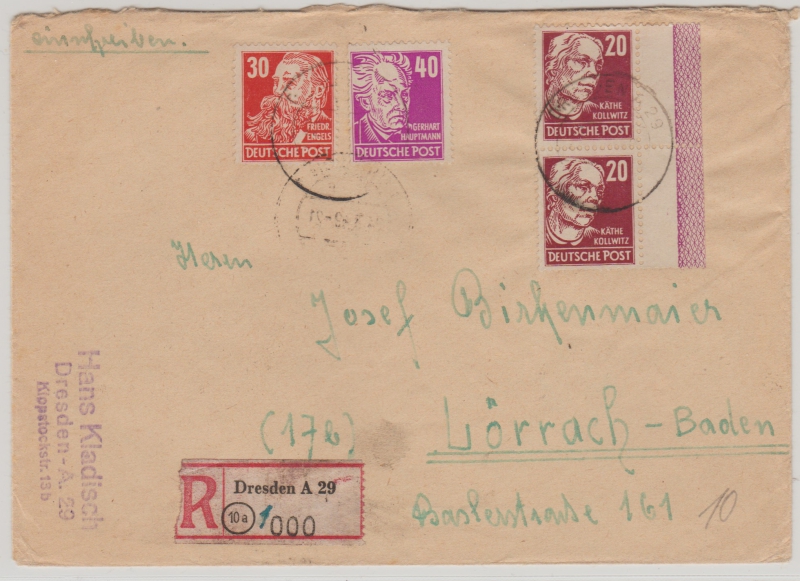 einschreiben.
30
FRIEDR.
ENGELS
DEUTSCHE POST
40
GERHART
HAUPTMANN
DEUTSCHE POST
20
KÄTHE
KOLLWITZ
DEUTSCHE POST
20
KÄTHE
KOLLWITZ
DEUTSCHE POST
29
Herrn
Josef Birkenmaier
(17b) Lörrach-Baden
Baslerstraße 161
10
Hans Kladisch
Dresden-A. 29
Klopstockstr. 13b
R
Dresden A 29
10a
1000